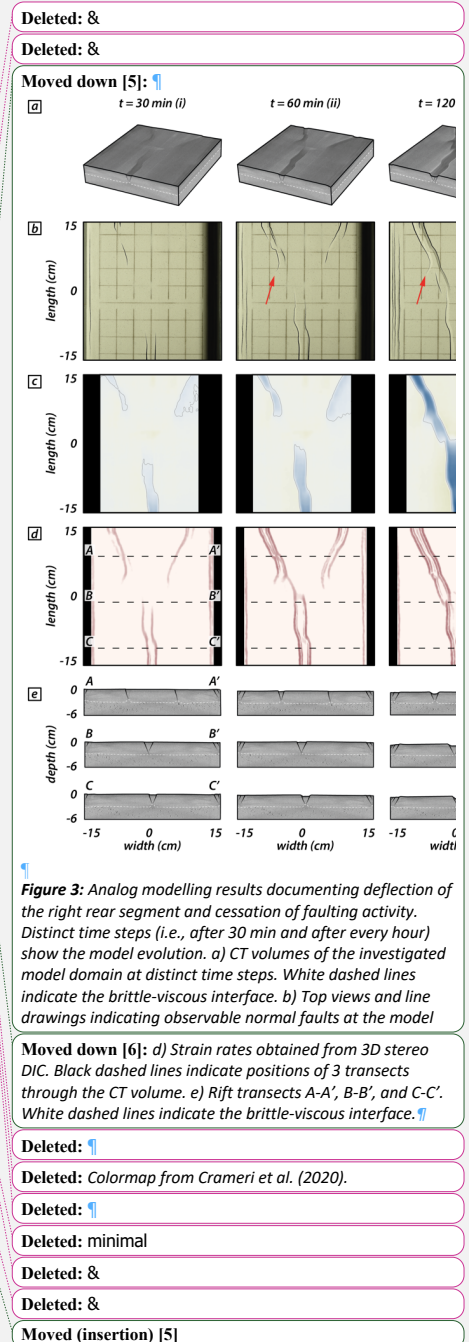 Deleted: &
Deleted: &
Moved down [5]: ¶
a t = 30 min (i) t = 60 min (ii) t = 120
b 15
0
-15
length (cm)
c 15
0
-15
length (cm)
d 15
0
-15
length (cm)
A A'
B B'
C C'
e
A A'
0
-6
B B'
0
-6
C C'
0
-6
depth (cm)
-15 0 15 -15 0 15 -15 0
width (cm) width (cm) widt
¶
Figure 3: Analog modelling results documenting deflection of
the right rear segment and cessation of faulting activity.
Distinct time steps (i.e., after 30 min and after every hour)
show the model evolution. a) CT volumes of the investigated
model domain at distinct time steps. White dashed lines
indicate the brittle-viscous interface. b) Top views and line
drawings indicating observable normal faults at the model
Moved down [6]: d) Strain rates obtained from 3D stereo
DIC. Black dashed lines indicate positions of 3 transects
through the CT volume. e) Rift transects A-A’, B-B’, and C-C’.
White dashed lines indicate the brittle-viscous interface.¶
Deleted: ¶
Deleted: Colormap from Crameri et al. (2020).
Deleted: ¶
Deleted: minimal
Deleted: &
Deleted: &
Moved (insertion) [5]